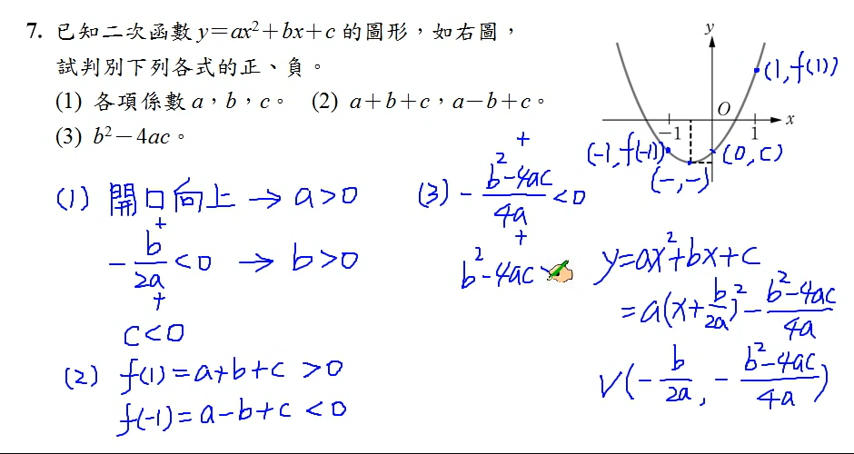 7. 已知二次函數 y=ax²+bx+c 的圖形，如右圖，
試判別下列各式的正、負。
(1) 各項係數 a，b，c。 (2) a+b+c，a−b+c。
(3) b²−4ac。
y
(1, f(1))
O
x
−1
1
(-1, f(-1))
(0, c)
(−, −)
(1) 開口向上 → a>0
+
- b/2a <0 → b>0
+
c<0
(2) f(1)=a+b+c >0
f(-1)=a-b+c <0
+
(3) - b²-4ac/4a <0
+
b²-4ac >
y=ax²+bx+c
=a(x+b/2a)²- b²-4ac/4a
V(- b/2a, - b²-4ac/4a)